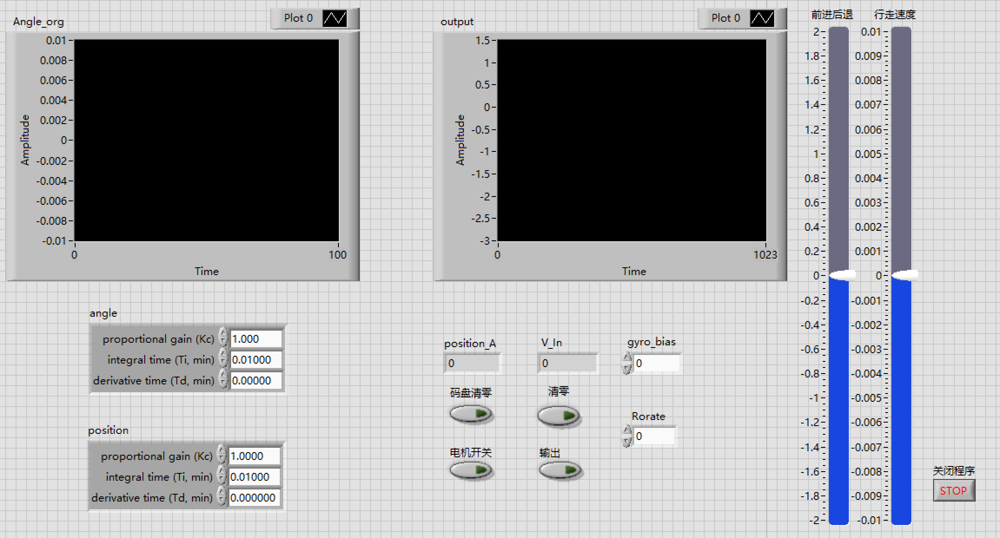 Angle_org
Plot 0
0.01
0.008
0.006
0.004
0.002
0
-0.002
-0.004
-0.006
-0.008
-0.01
Amplitude
0
100
Time
output
Plot 0
1.5
1
0.5
0
-0.5
-1
-1.5
-2
-2.5
-3
Amplitude
0
1023
Time
前进后退
2
1.8
1.6
1.4
1.2
1
0.8
0.6
0.4
0.2
0
-0.2
-0.4
-0.6
-0.8
-1
-1.2
-1.4
-1.6
-1.8
-2
行走速度
0.01
0.009
0.008
0.007
0.006
0.005
0.004
0.003
0.002
0.001
0
-0.001
-0.002
-0.003
-0.004
-0.005
-0.006
-0.007
-0.008
-0.009
-0.01
angle
proportional gain (Kc) 1.000
integral time (Ti, min) 0.01000
derivative time (Td, min) 0.00000
position
proportional gain (Kc) 1.0000
integral time (Ti, min) 0.01000
derivative time (Td, min) 0.000000
position_A
0
V_In
0
gyro_bias
0
码盘清零
清零
Rorate
0
电机开关
输出
关闭程序
STOP